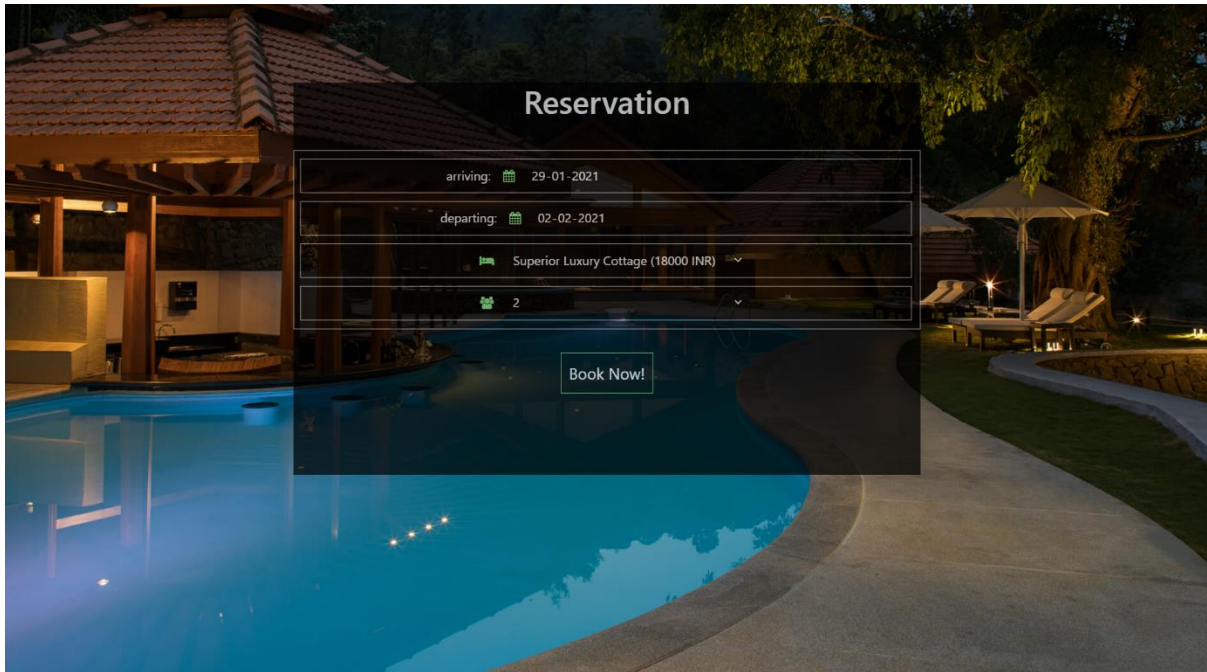 Reservation
arriving: 29-01-2021
departing: 02-02-2021
Superior Luxury Cottage (18000 INR)
2
Book Now!